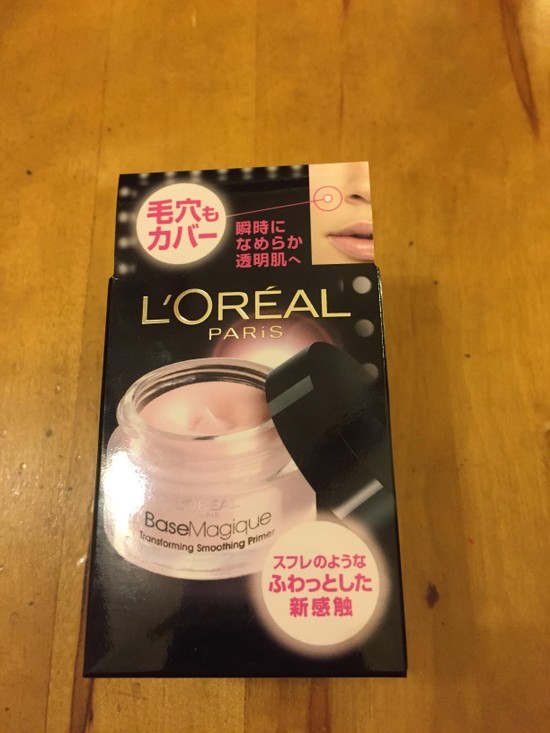 毛穴も
カバー
瞬時に
なめらか
透明肌へ
L'ORÉAL
PARiS
L'ORÉAL
PARIS
BaseMagique
Transforming Smoothing Primer
スフレのような
ふわっとした
新感触